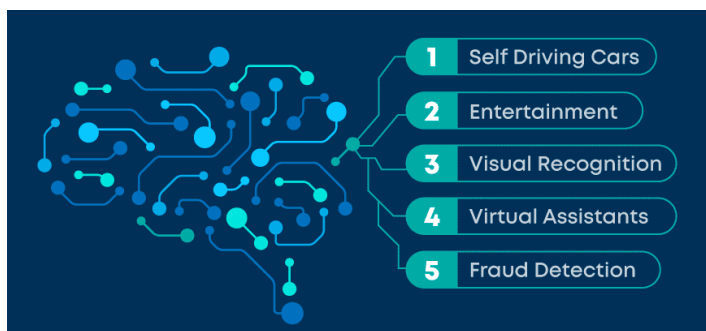 1 Self Driving Cars
2 Entertainment
3 Visual Recognition
4 Virtual Assistants
5 Fraud Detection